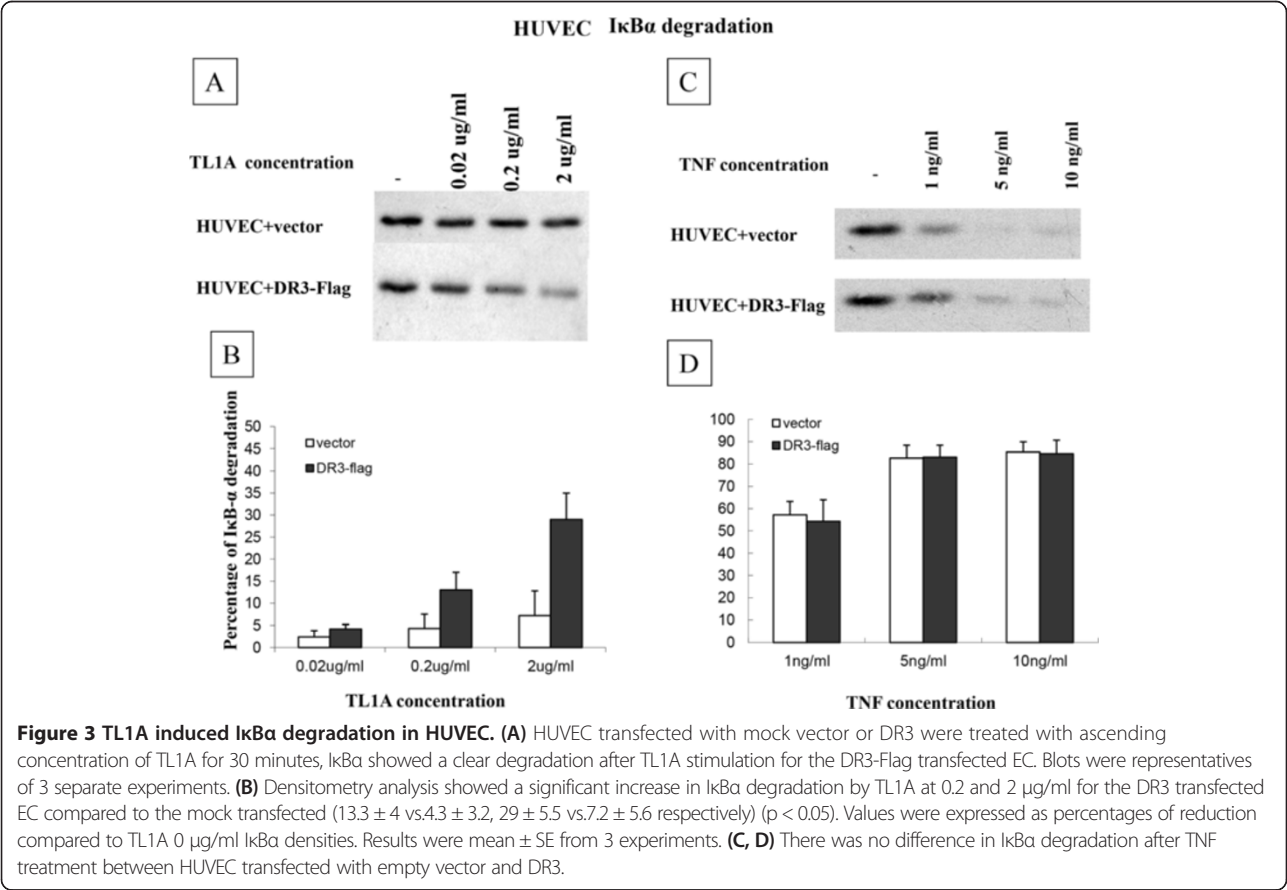 HUVEC IκBα degradation
A
TL1A concentration
-
0.02 ug/ml
0.2 ug/ml
2 ug/ml
HUVEC+vector
HUVEC+DR3-Flag
C
TNF concentration
-
1 ng/ml
5 ng/ml
10 ng/ml
HUVEC+vector
HUVEC+DR3-Flag
B
Percentage of IκB-α degradation
50
45
40
35
30
25
20
15
10
5
0
vector
DR3-flag
0.02ug/ml
0.2ug/ml
2ug/ml
TL1A concentration
D
100
90
80
70
60
50
40
30
20
10
0
vector
DR3-flag
1ng/ml
5ng/ml
10ng/ml
TNF concentration
Figure 3 TL1A induced IκBα degradation in HUVEC. (A) HUVEC transfected with mock vector or DR3 were treated with ascending
concentration of TL1A for 30 minutes, IκBα showed a clear degradation after TL1A stimulation for the DR3-Flag transfected EC. Blots were representatives
of 3 separate experiments. (B) Densitometry analysis showed a significant increase in IκBα degradation by TL1A at 0.2 and 2 μg/ml for the DR3 transfected
EC compared to the mock transfected (13.3 ± 4 vs.4.3 ± 3.2, 29 ± 5.5 vs.7.2 ± 5.6 respectively) (p < 0.05). Values were expressed as percentages of reduction
compared to TL1A 0 μg/ml IκBα densities. Results were mean ± SE from 3 experiments. (C, D) There was no difference in IκBα degradation after TNF
treatment between HUVEC transfected with empty vector and DR3.